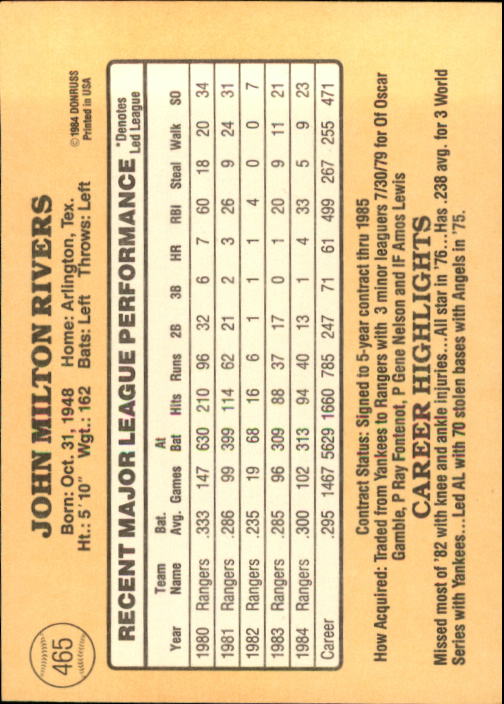 465
JOHN MILTON RIVERS
Born: Oct. 31, 1948 Home: Arlington, Tex.
Ht.: 5'10" Wgt.: 162 Bats: Left Throws: Left
©1984 DONRUSS
Printed in USA
RECENT MAJOR LEAGUE PERFORMANCE
*Denotes
Led League
Year Team Name Bat. Avg. Games At Bat Hits Runs 2B 3B HR RBI Steal Walk SO
1980 Rangers .333 147 630 210 96 32 6 7 60 18 20 34
1981 Rangers .286 99 399 114 62 21 2 3 26 9 24 31
1982 Rangers .235 19 68 16 6 1 1 1 4 0 0 7
1983 Rangers .285 96 309 88 37 17 0 1 20 9 11 21
1984 Rangers .300 102 313 94 40 13 1 4 33 5 9 23
Career .295 1467 5629 1660 785 247 71 61 499 267 255 471
Contract Status: Signed to 5-year contract thru 1985
How Acquired: Traded from Yankees to Rangers with 3 minor leaguers 7/30/79 for Of Oscar
Gamble, P Ray Fontenot, P Gene Nelson and IF Amos Lewis
CAREER HIGHLIGHTS
Missed most of '82 with knee and ankle injuries...All star in '76...Has .238 avg. for 3 World
Series with Yankees...Led AL with 70 stolen bases with Angels in '75.